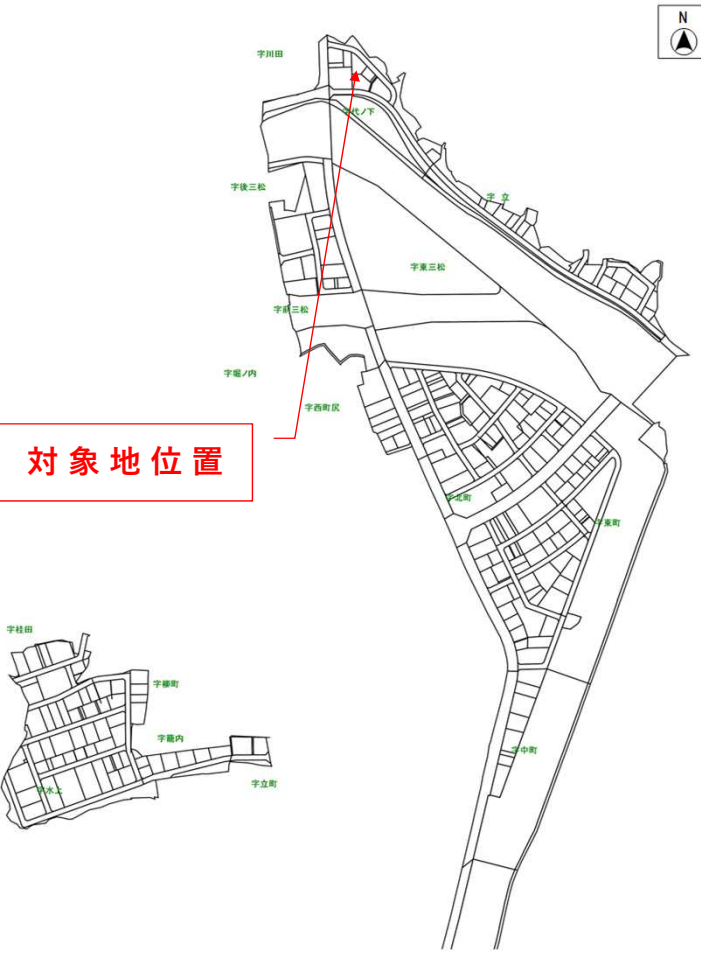 N
字川田
字代ノ下
字後三松
字立
字東三松
字前三松
字堀ノ内
字西町尻
対象地位置
字北町
字東町
字桂田
字柳町
字籠内
字中町
字水上
字立町